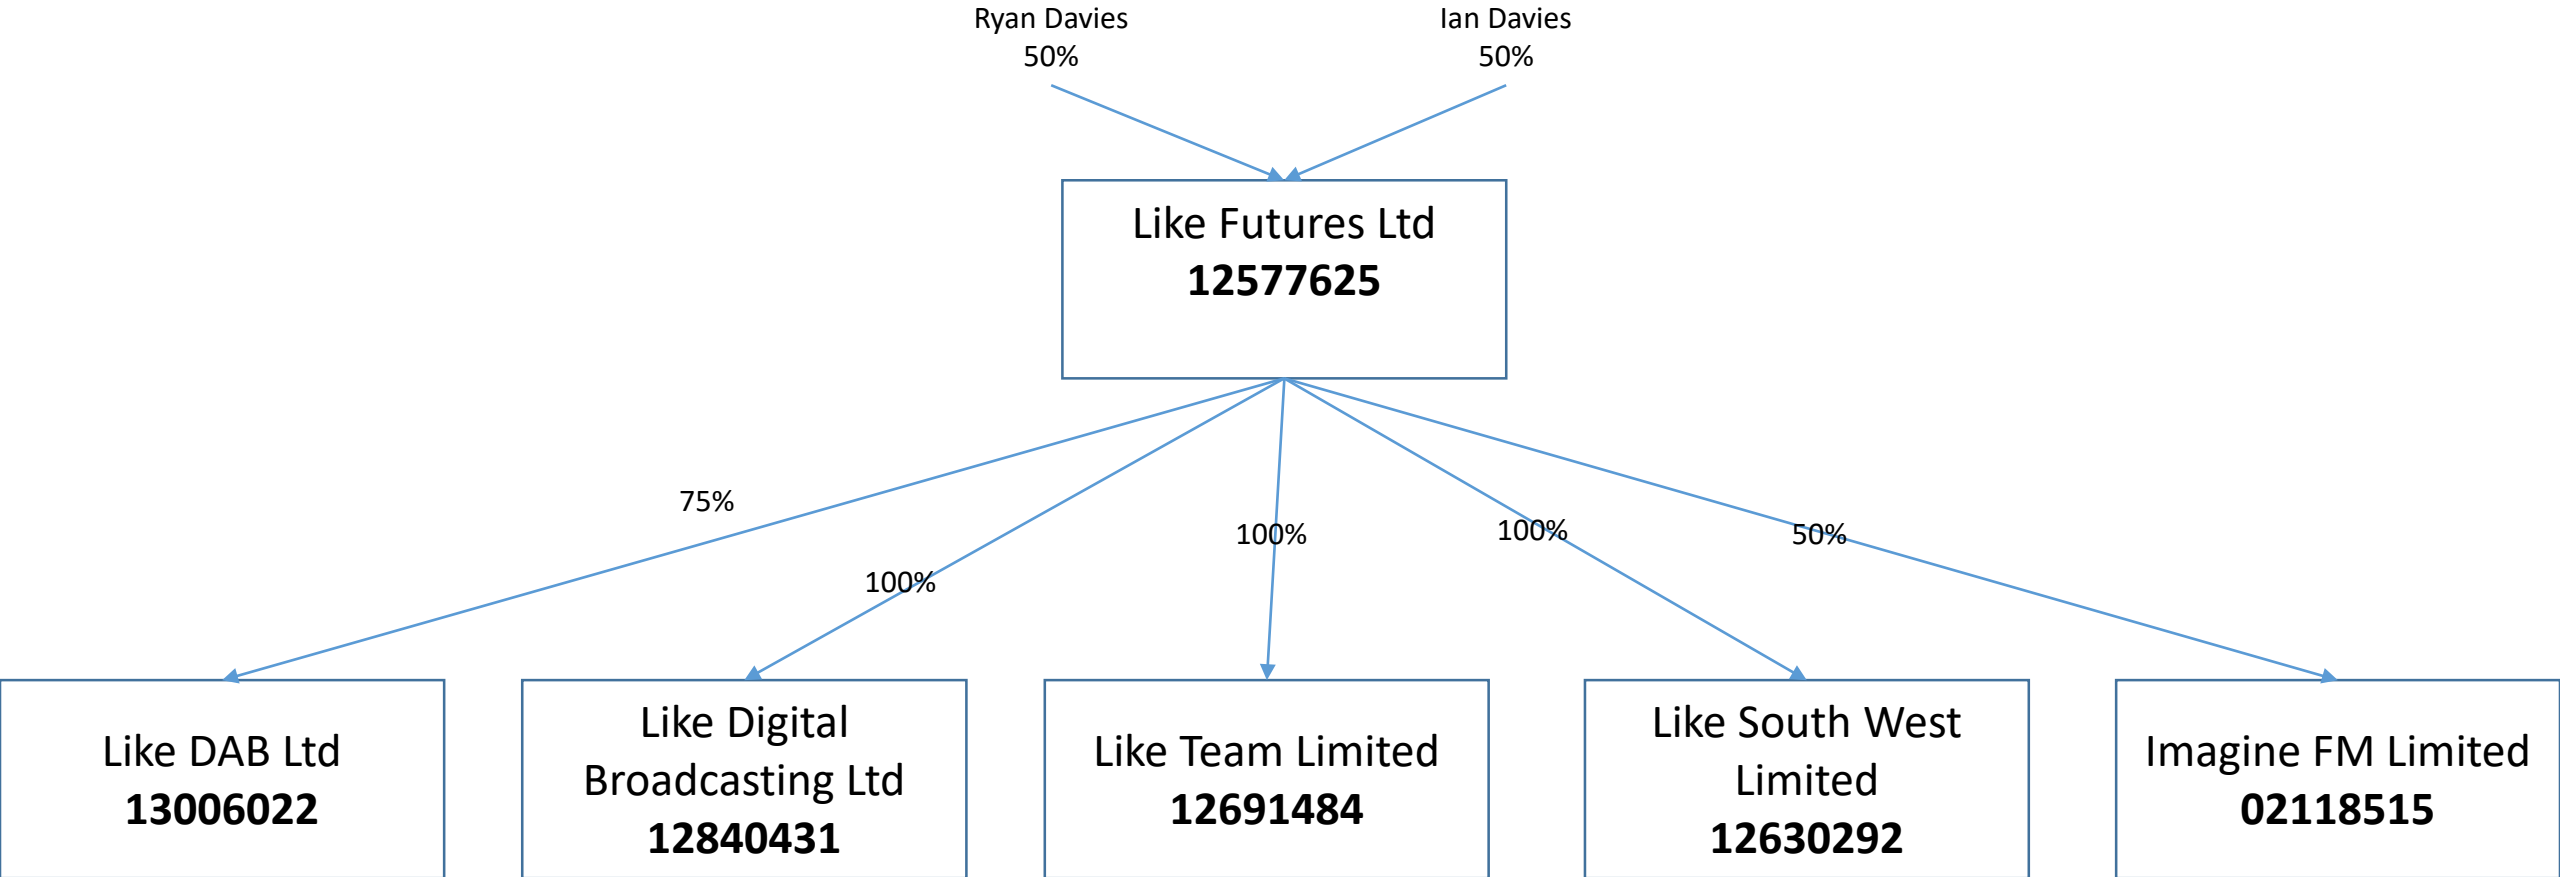 Ryan Davies
50%
Ian Davies
50%
Like Futures Ltd
12577625
75%
100%
100%
100%
50%
Like DAB Ltd
13006022
Like Digital
Broadcasting Ltd
12840431
Like Team Limited
12691484
Like South West
Limited
12630292
Imagine FM Limited
02118515